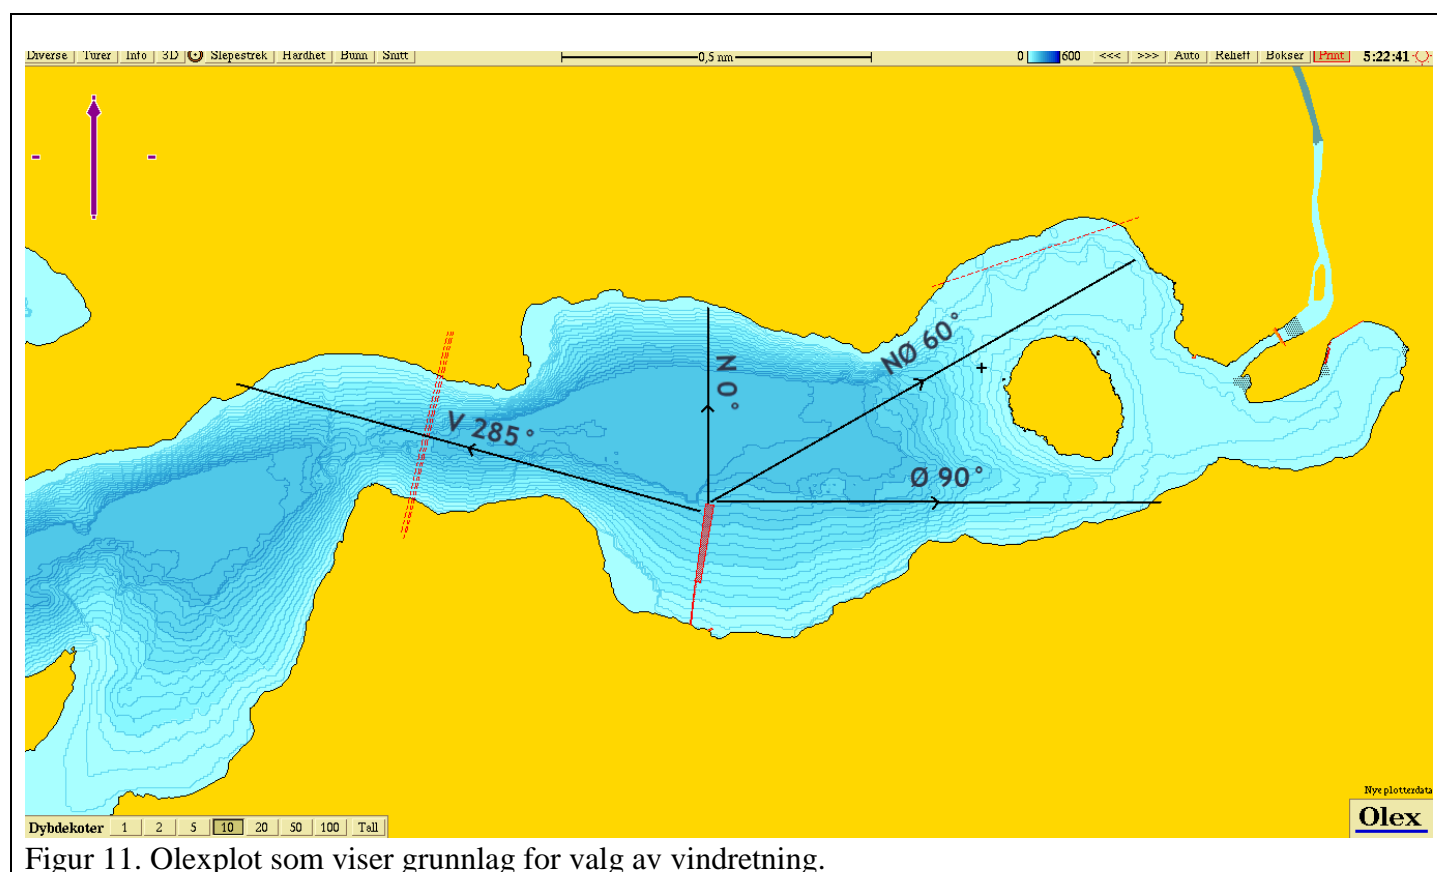 Diverse Turer Info 3D Slepestrek Hardhet Bunn Snitt 0,5 nm 0 600 <<< >>> Auto Relieff Bokser Print 5:22:41
N 0°
NØ 60°
V 285°
Ø 90°
Nye plotterdata
Olex
Dybdekoter 1 2 5 10 20 50 100 Tall
Figur 11. Olexplot som viser grunnlag for valg av vindretning.